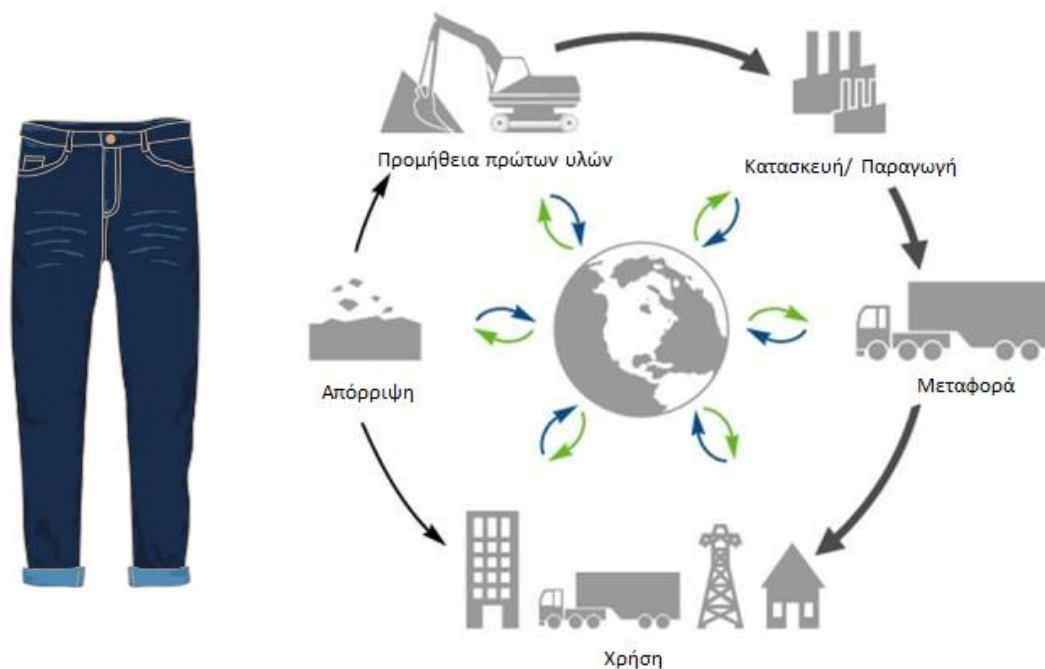 Προμήθεια πρώτων υλών
Κατασκευή/ Παραγωγή
Απόρριψη
Μεταφορά
Χρήση